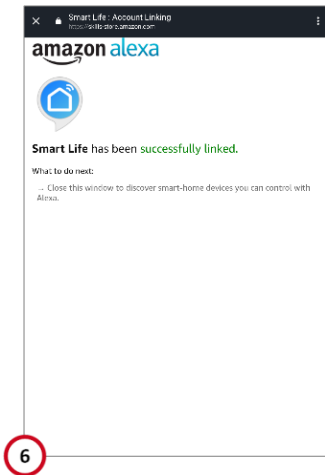 Smart Life : Account Linking
https://skills-store.amazon.com
amazon alexa
Smart Life has been successfully linked.
What to do next:
→ Close this window to discover smart-home devices you can control with
Alexa.
6